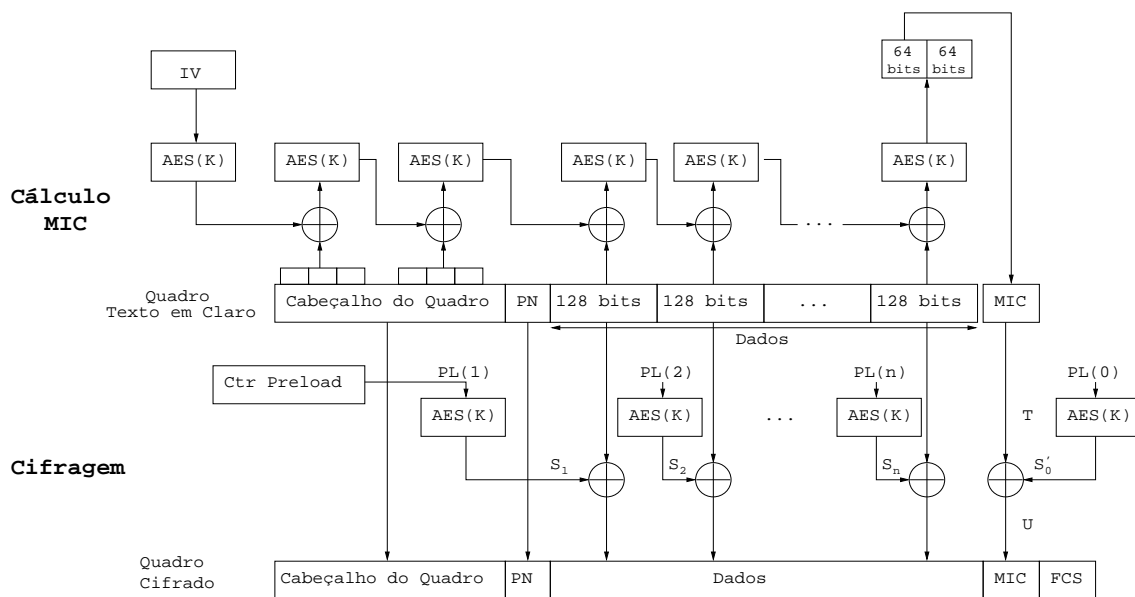 64 64
bits bits
IV
AES(K) AES(K) AES(K) AES(K) AES(K) AES(K)
Cálculo
MIC
...
Quadro
Texto em Claro
Cabeçalho do Quadro PN 128 bits 128 bits ... 128 bits MIC
Dados
Ctr Preload PL(1) PL(2) PL(n) PL(0)
AES(K) AES(K) ... AES(K) T AES(K)
Cifragem
S1 S2 Sn S'0
U
Quadro
Cifrado
Cabeçalho do Quadro PN Dados MIC FCS